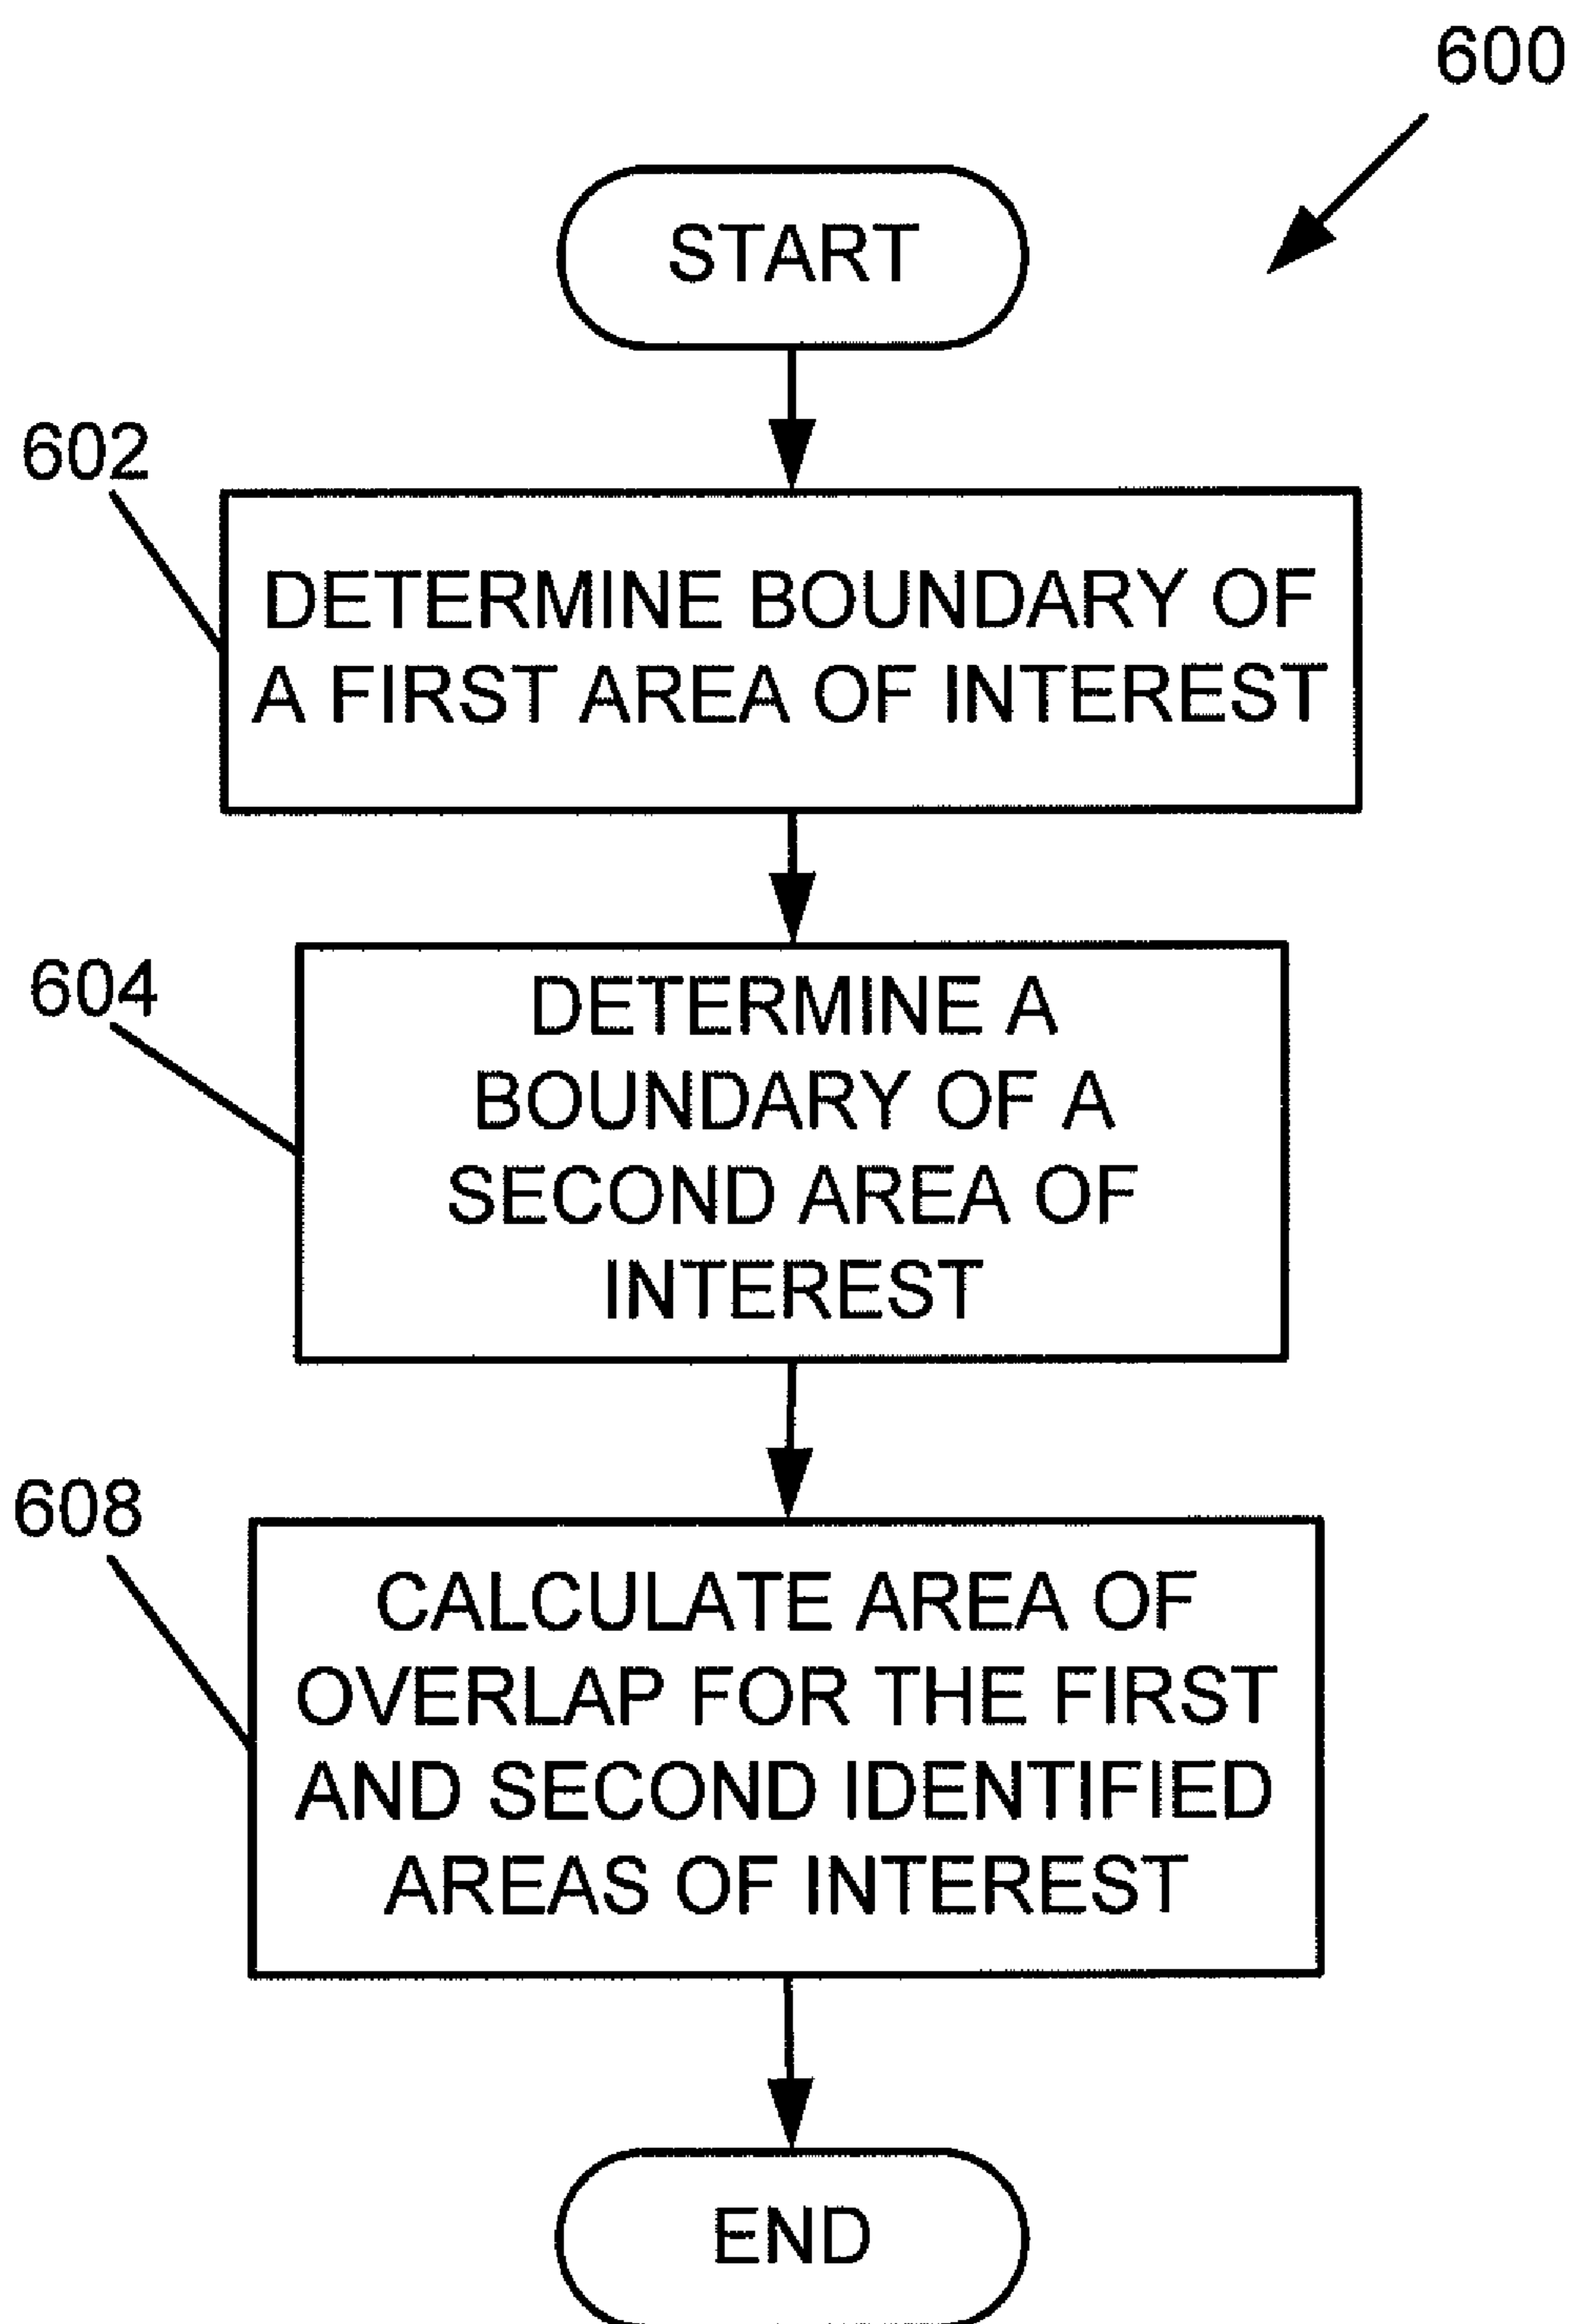 600
START
602
DETERMINE BOUNDARY OF
A FIRST AREA OF INTEREST
604
DETERMINE A
BOUNDARY OF A
SECOND AREA OF
INTEREST
608
CALCULATE AREA OF
OVERLAP FOR THE FIRST
AND SECOND IDENTIFIED
AREAS OF INTEREST
END